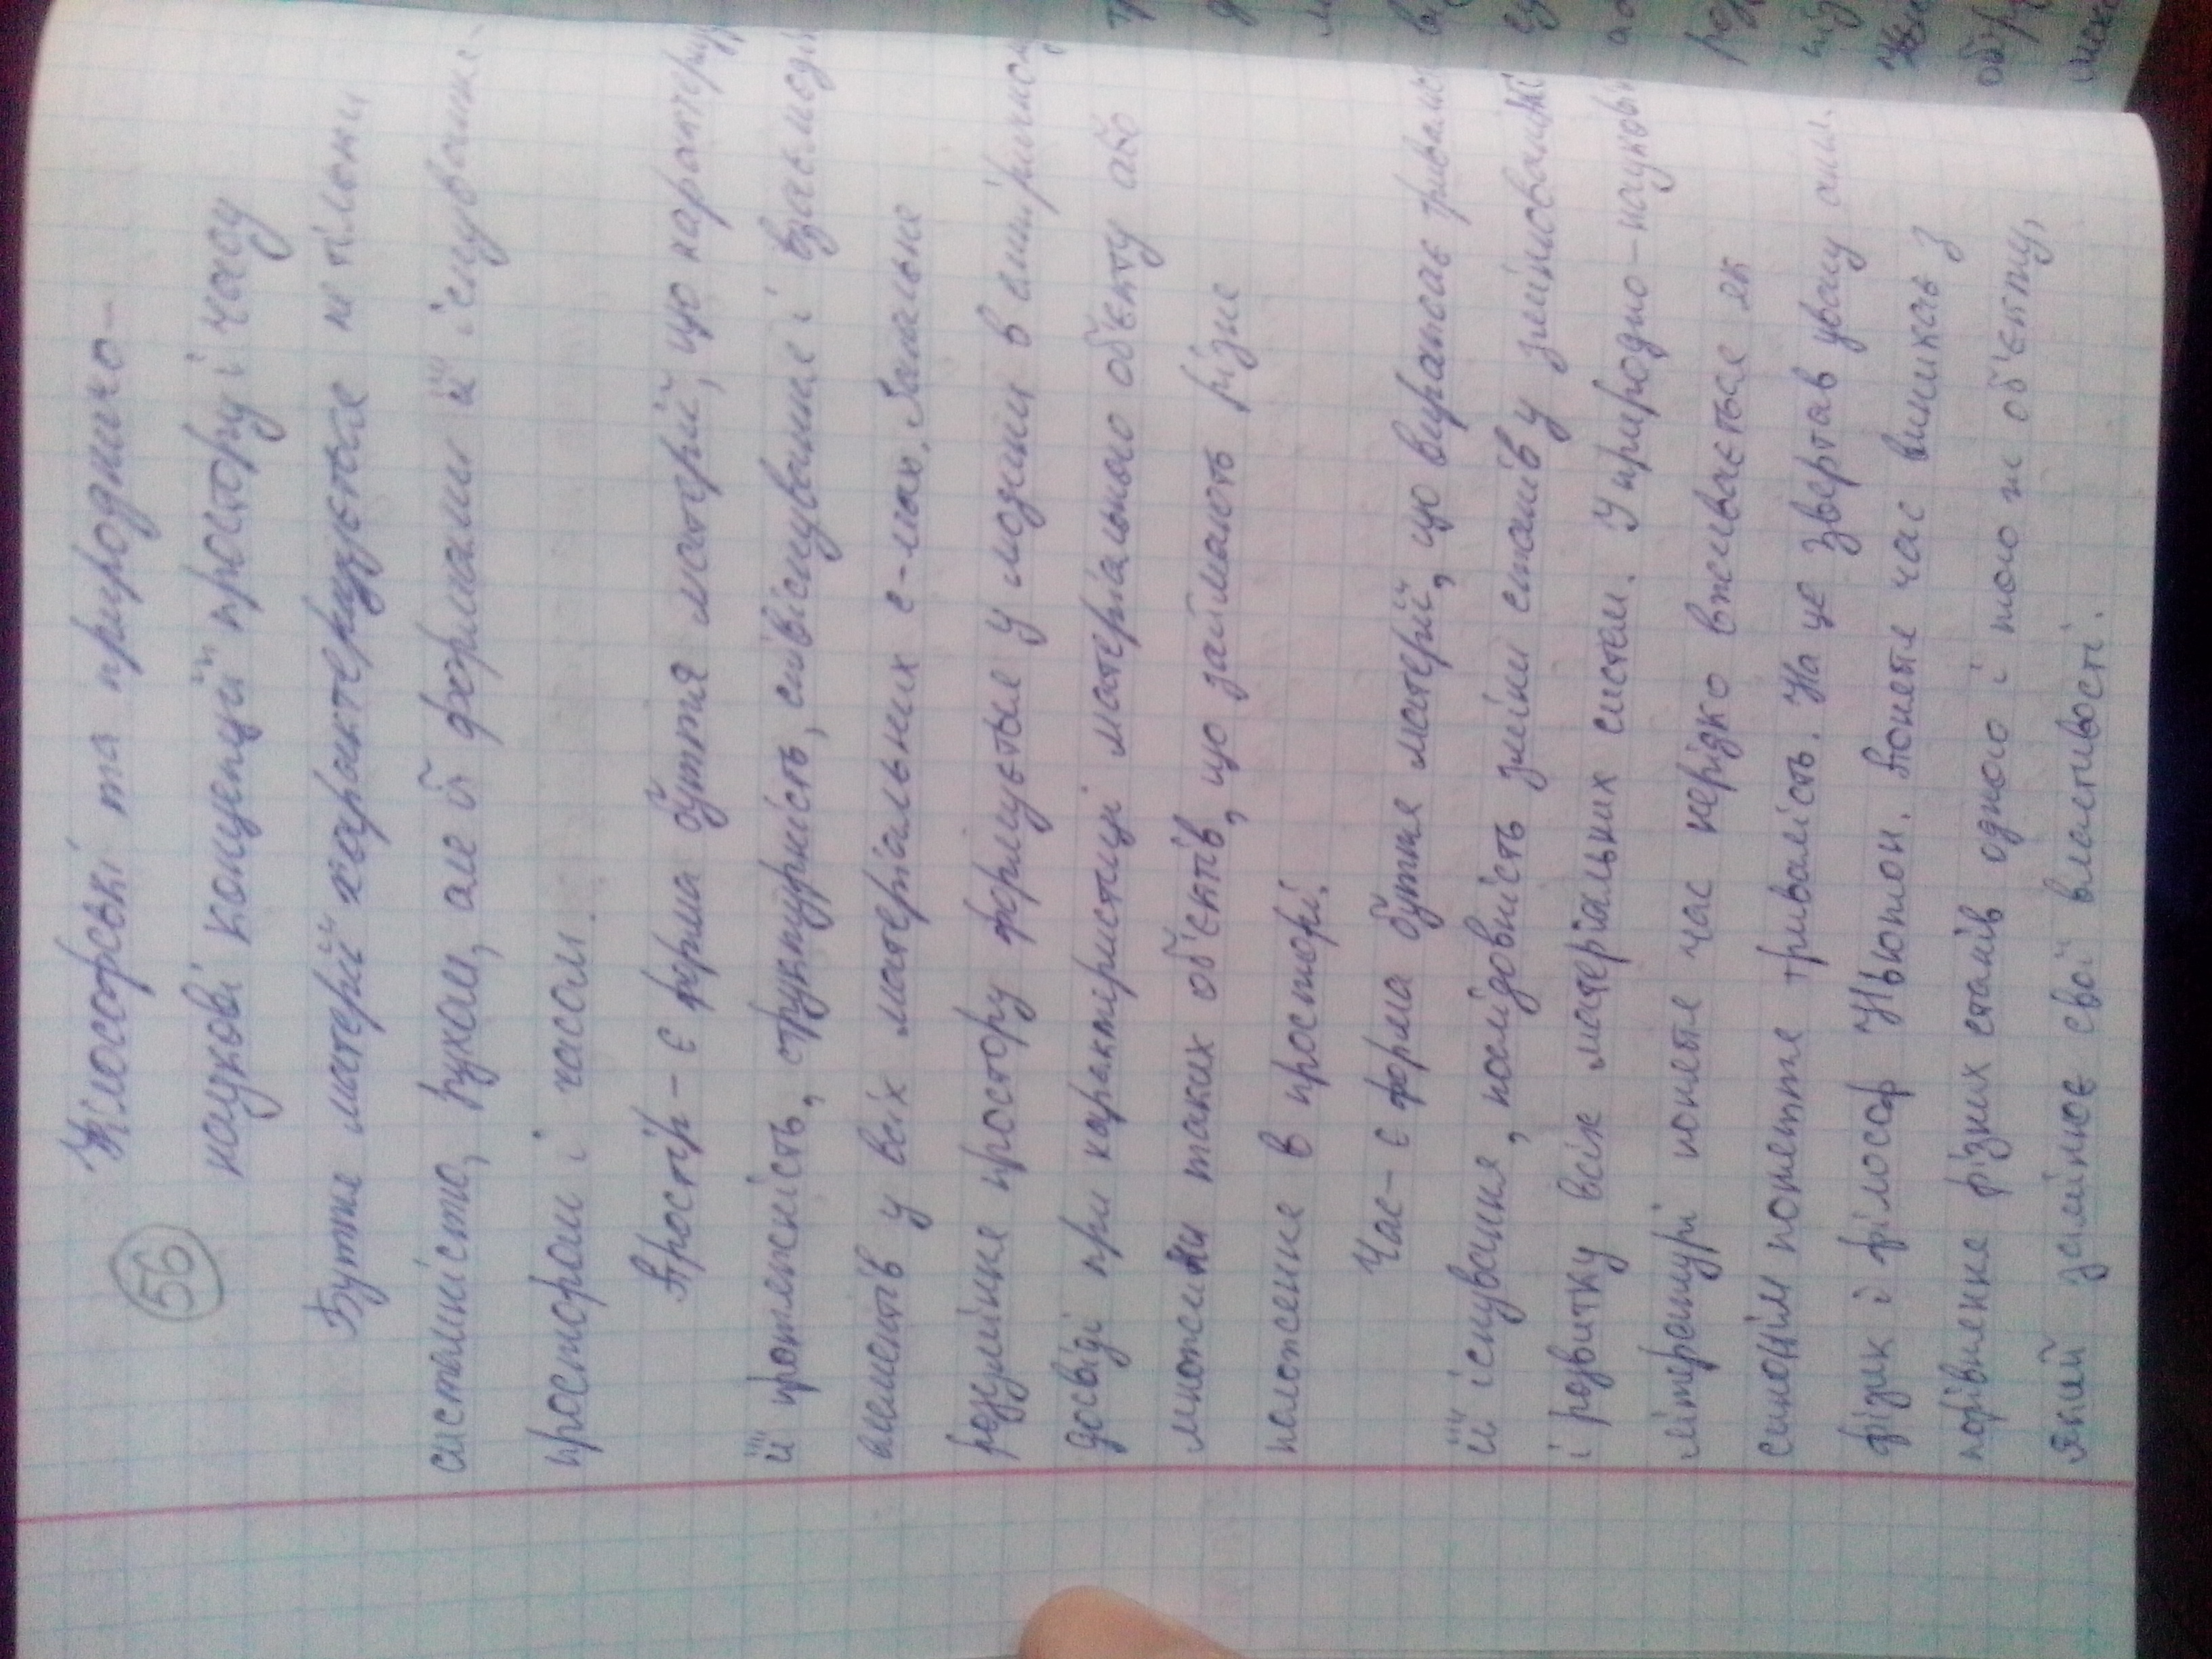 Філософські та природничо-
56
наукові концепції простору і часу
Буття матерії характеризується не тільки
системністю, рухом, але й формами її існування-
простором і часом.
Простір - є форма буття матерії, що характеризує
її протяжність, структурність, співіснування і взаємодію
елементів у всіх матеріальних с-мах. Загальне
розуміння простору формується у людини в емпіричному
досвіді при характеристиці матеріального об'єкту або
множини таких об'єктів, що займають різне
положення в просторі.
Час - є форма буття матерії, що виражає тривалість
її існування, послідовність зміни станів у змінюванні
і розвитку всіх матеріальних систем. У природно-науковій
літературі поняття час нерідко вживається як
синонім поняття тривалість. На це звертав увагу англ.
фізик і філософ Ньютон. Поняття час виникає з
порівняння різних станів одного і того ж об'єкту,
який замінює свої властивості.